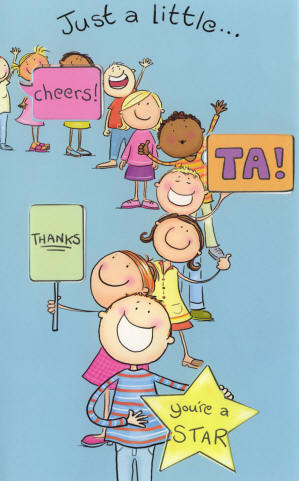 Just a little...
cheers!
TA!
THANKS
you're a
STAR